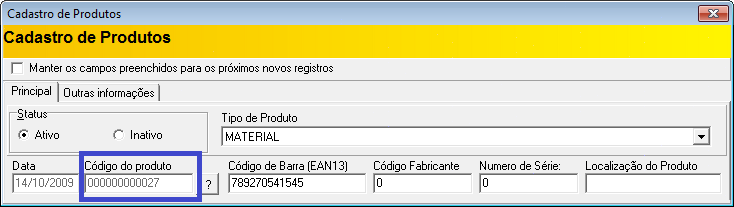 Cadastro de Produtos
Cadastro de Produtos
Manter os campos preenchidos para os próximos novos registros
Principal Outras informações
Status
Ativo Inativo
Tipo de Produto
MATERIAL
Data Código do produto Código de Barra (EAN13) Código Fabricante Numero de Série: Localização do Produto
14/10/2009 000000000027 ? 789270541545 0 0